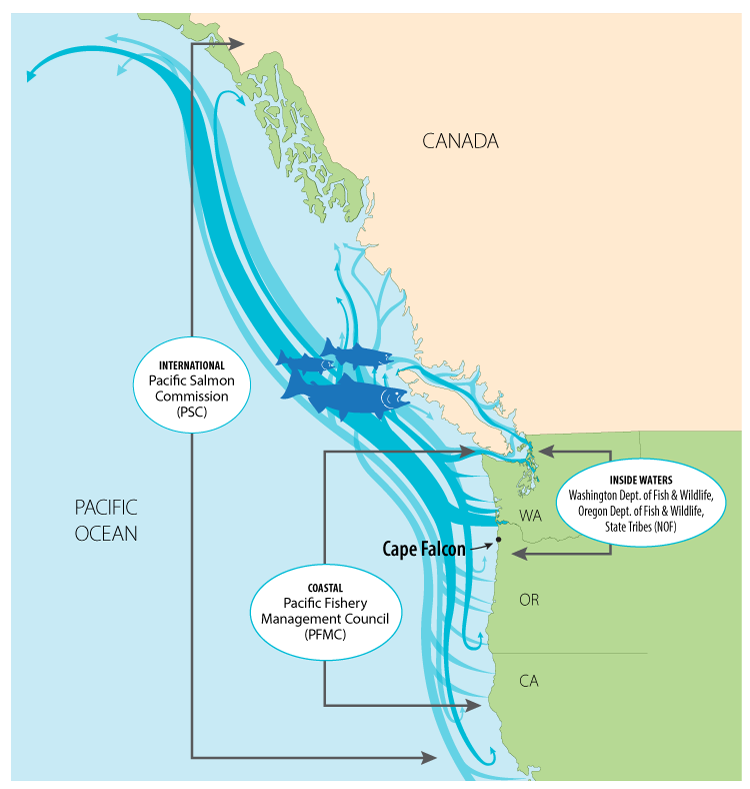 CANADA
INTERNATIONAL
Pacific Salmon
Commission
(PSC)
PACIFIC
OCEAN
INSIDE WATERS
Washington Dept. of Fish & Wildlife,
Oregon Dept. of Fish & Wildlife,
State Tribes (NOF)
WA
Cape Falcon
COASTAL
Pacific Fishery
Management Council
(PFMC)
OR
CA